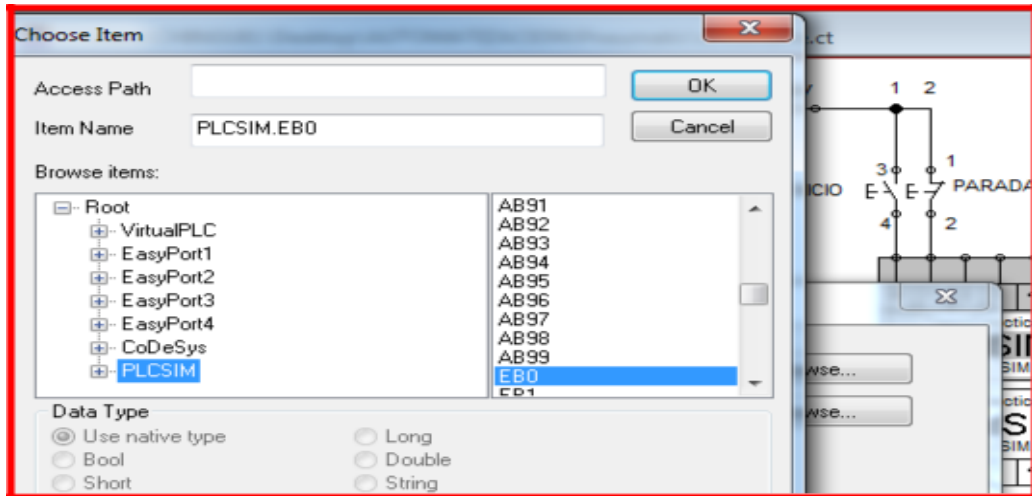 Choose Item
.ct
Access Path
OK
Item Name
PLCSIM.EB0
Cancel
Browse items:
Root
VirtualPLC
EasyPort1
EasyPort2
EasyPort3
EasyPort4
CoDeSys
PLCSIM
AB91
AB92
AB93
AB94
AB95
AB96
AB97
AB98
AB99
EB0
EB1
Data Type
Use native type
Bool
Short
Long
Double
String
1 2
3
1
ICIO
E
E
PARADA
4
2
wse...
wse...